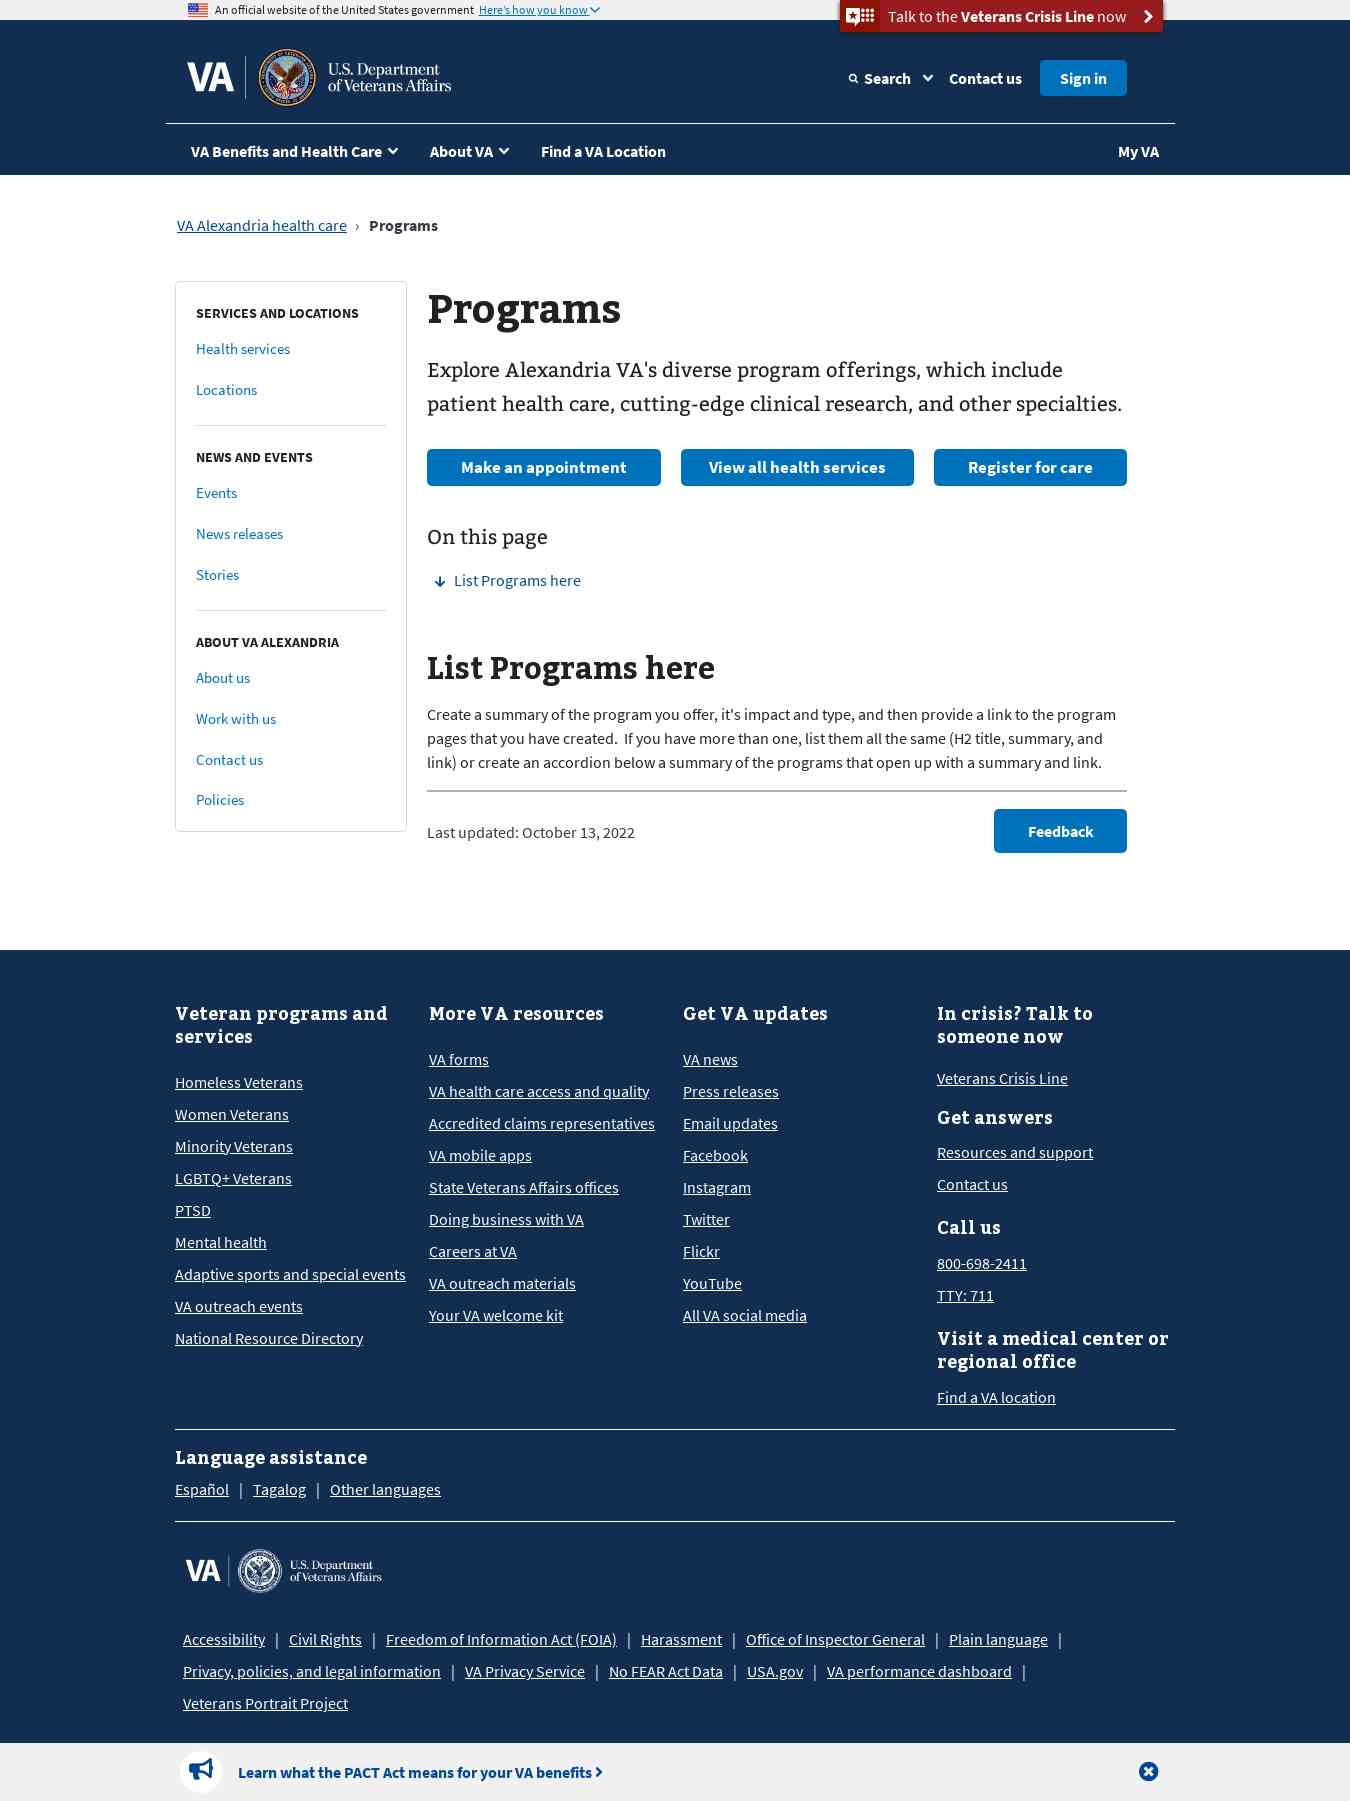 An official website of the United States government Here's how you know
Talk to the Veterans Crisis Line now
VA
U.S. Department
of Veterans Affairs
Search
Contact us
Sign in
VA Benefits and Health Care
About VA
Find a VA Location
My VA
VA Alexandria health care › Programs
SERVICES AND LOCATIONS
Health services
Locations
NEWS AND EVENTS
Events
News releases
Stories
ABOUT VA ALEXANDRIA
About us
Work with us
Contact us
Policies
Programs
Explore Alexandria VA's diverse program offerings, which include
patient health care, cutting-edge clinical research, and other specialties.
Make an appointment
View all health services
Register for care
On this page
List Programs here
List Programs here
Create a summary of the program you offer, it's impact and type, and then provide a link to the program
pages that you have created.  If you have more than one, list them all the same (H2 title, summary, and
link) or create an accordion below a summary of the programs that open up with a summary and link.
Last updated: October 13, 2022
Feedback
Veteran programs and
services
Homeless Veterans
Women Veterans
Minority Veterans
LGBTQ+ Veterans
PTSD
Mental health
Adaptive sports and special events
VA outreach events
National Resource Directory
More VA resources
VA forms
VA health care access and quality
Accredited claims representatives
VA mobile apps
State Veterans Affairs offices
Doing business with VA
Careers at VA
VA outreach materials
Your VA welcome kit
Get VA updates
VA news
Press releases
Email updates
Facebook
Instagram
Twitter
Flickr
YouTube
All VA social media
In crisis? Talk to
someone now
Veterans Crisis Line
Get answers
Resources and support
Contact us
Call us
800-698-2411
TTY: 711
Visit a medical center or
regional office
Find a VA location
Language assistance
Español | Tagalog | Other languages
VA
U.S. Department
of Veterans Affairs
Accessibility | Civil Rights | Freedom of Information Act (FOIA) | Harassment | Office of Inspector General | Plain language |
Privacy, policies, and legal information | VA Privacy Service | No FEAR Act Data | USA.gov | VA performance dashboard |
Veterans Portrait Project
Learn what the PACT Act means for your VA benefits